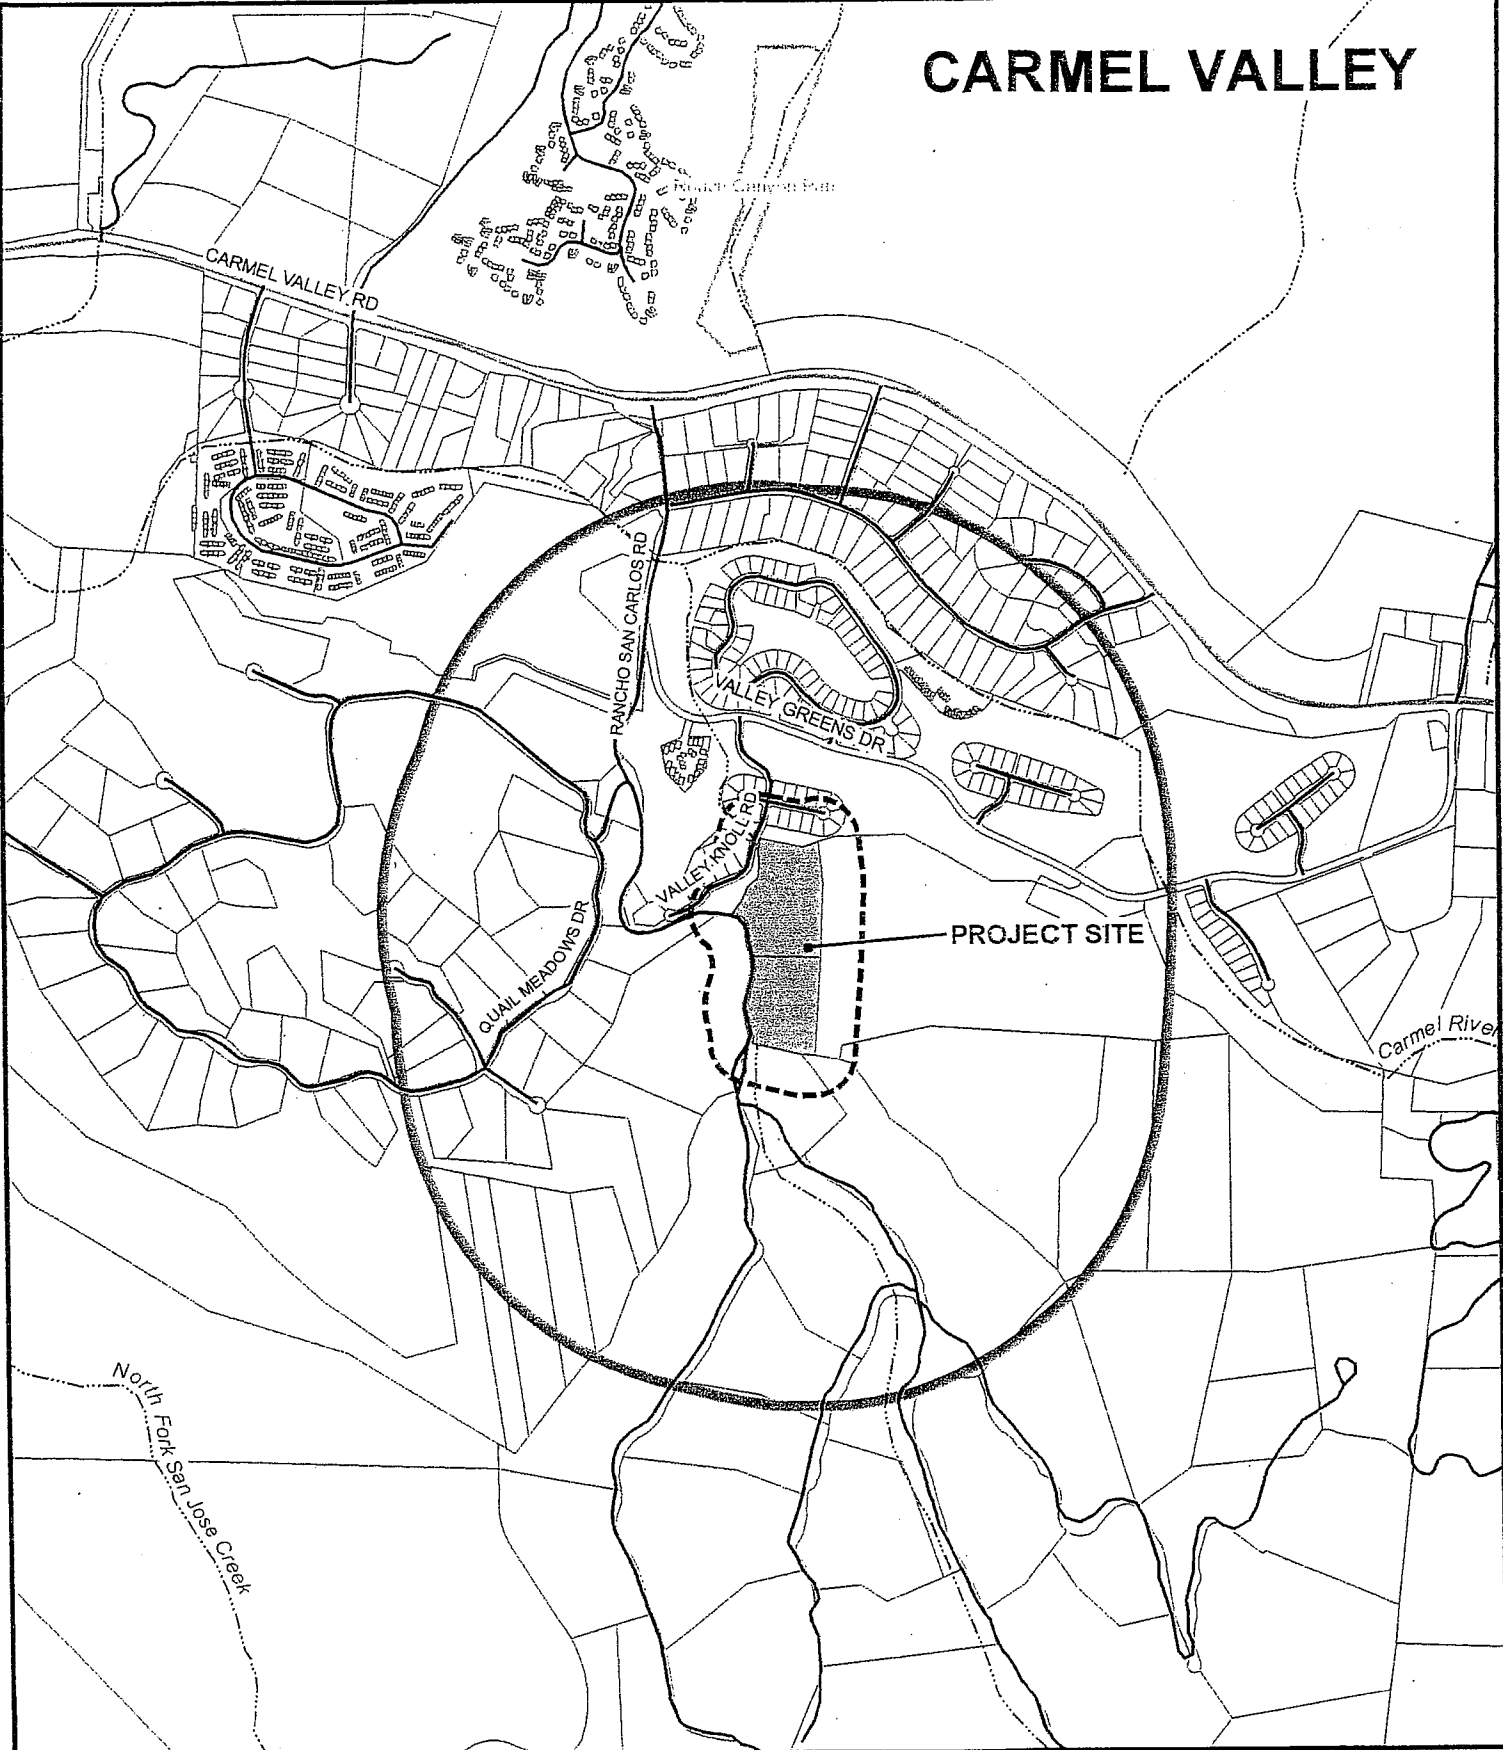 CARMEL VALLEY
CARMEL VALLEY RD
RANCHO SAN CARLOS RD
VALLEY GREENS DR
VALLEY KNOLL RD
PROJECT SITE
QUAIL MEADOWS DR
Carmel River
North Fork San Jose Creek